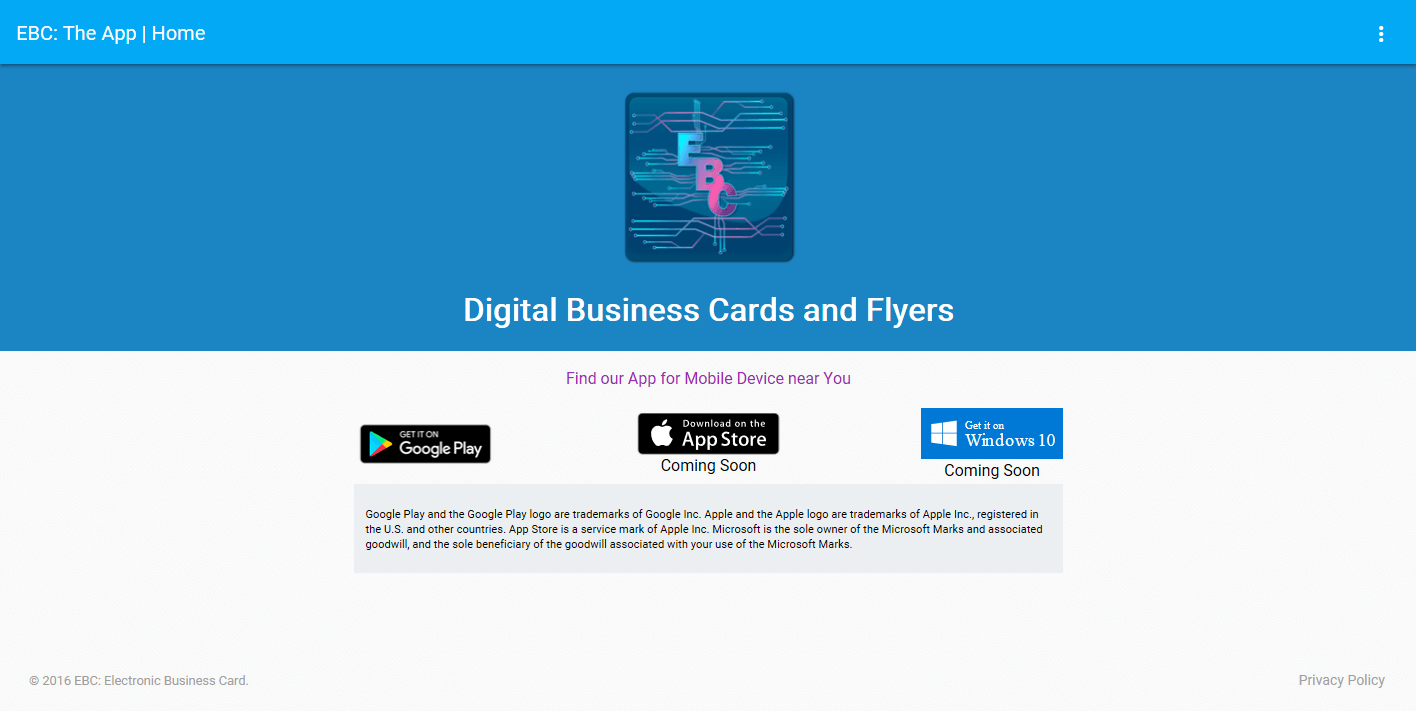 EBC: The App | Home
E
B
C
Digital Business Cards and Flyers
Find our App for Mobile Device near You
GET IT ON
Google Play
Download on the
App Store
Coming Soon
Get it on
Windows 10
Coming Soon
Google Play and the Google Play logo are trademarks of Google Inc. Apple and the Apple logo are trademarks of Apple Inc., registered in
the U.S. and other countries. App Store is a service mark of Apple Inc. Microsoft is the sole owner of the Microsoft Marks and associated
goodwill, and the sole beneficiary of the goodwill associated with your use of the Microsoft Marks.
© 2016 EBC: Electronic Business Card.
Privacy Policy